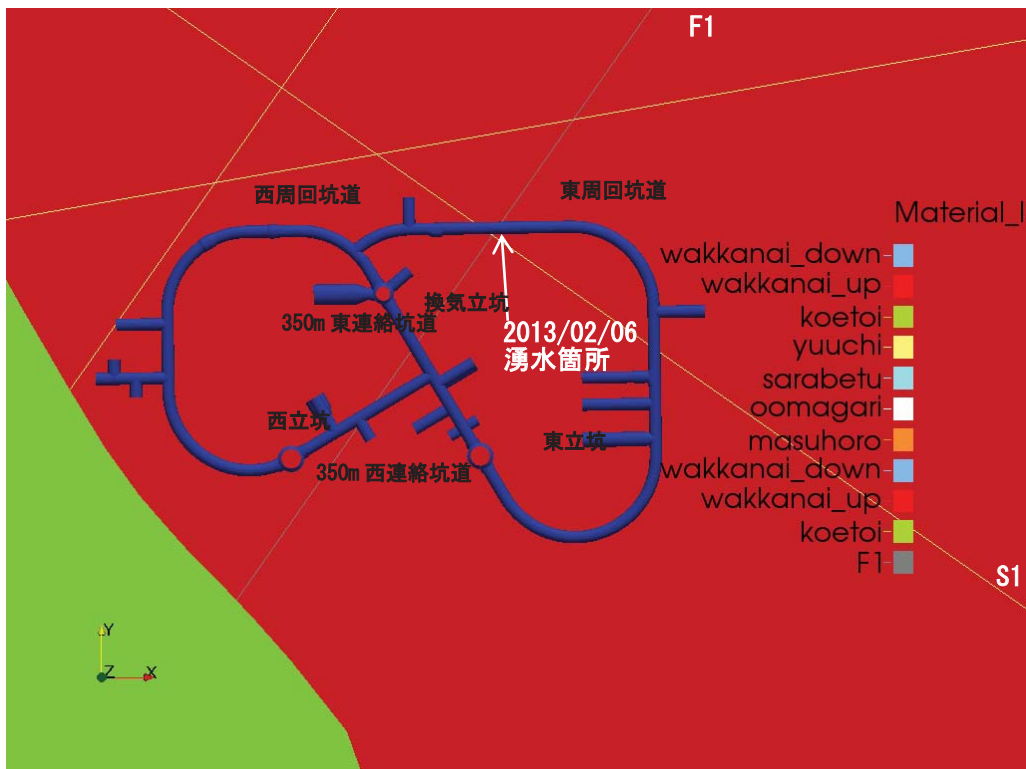 F1
西周回坑道
東周回坑道
換気立坑
350m 東連絡坑道
2013/02/06
湧水箇所
西立坑
350m 西連絡坑道
東立坑
Material_I
wakkanai_down
wakkanai_up
koetoi
yuuchi
sarabetu
oomagari
masuhoro
wakkanai_down
wakkanai_up
koetoi
F1
S1
Y
Z
X